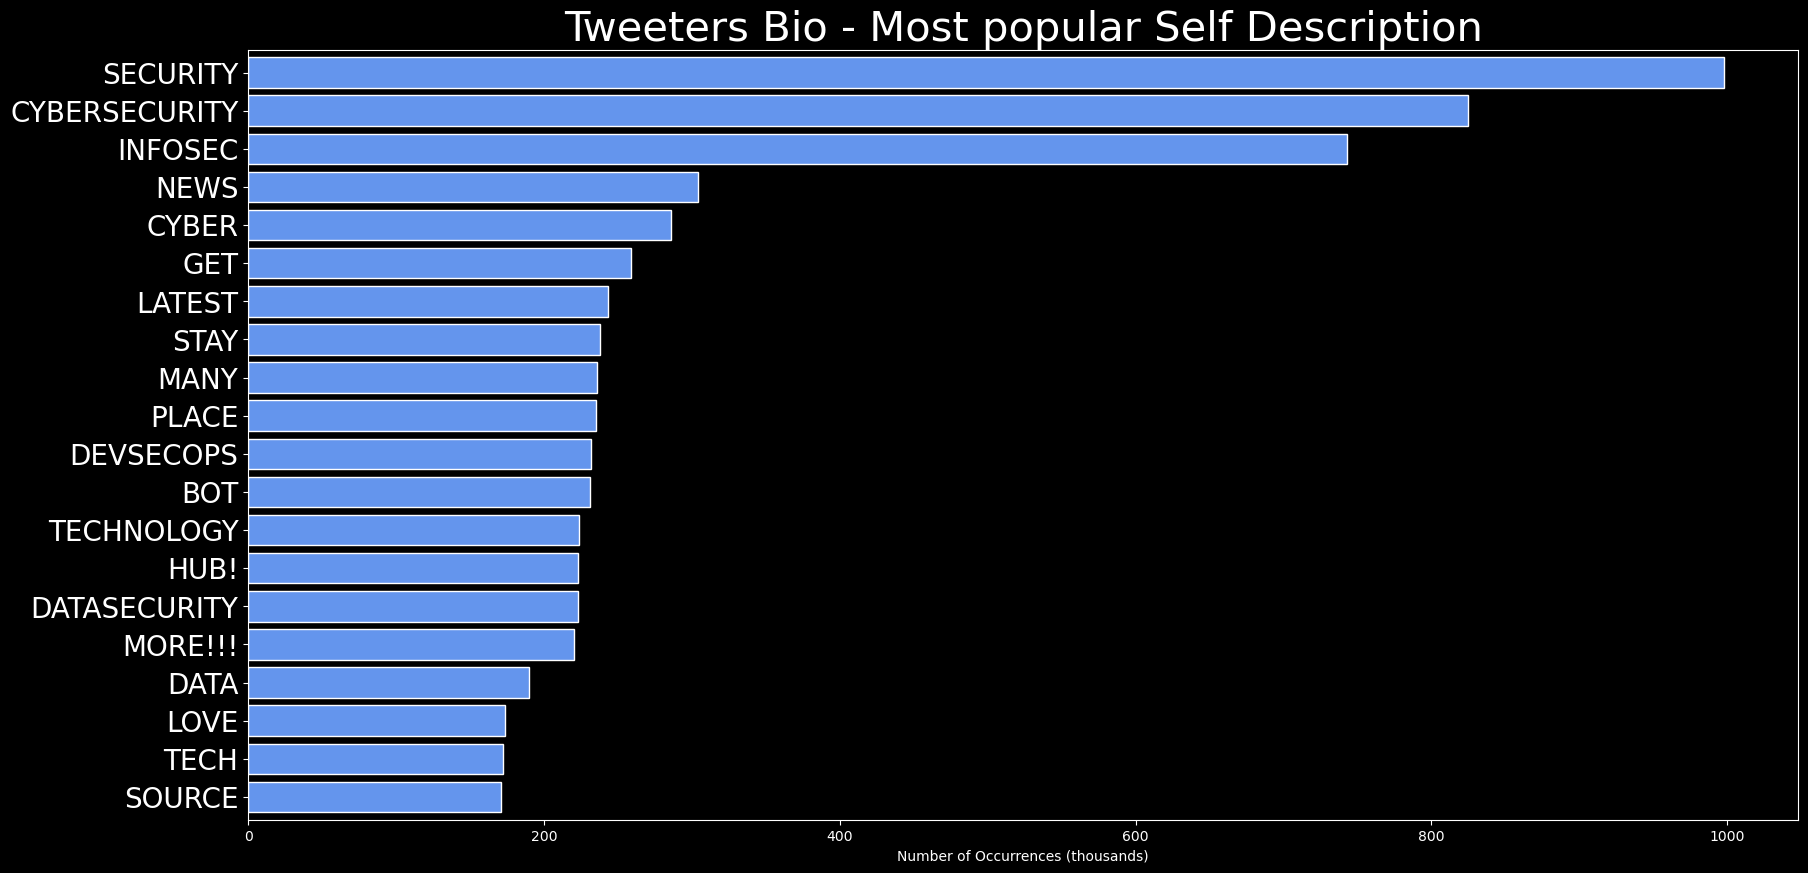 Tweeters Bio - Most popular Self Description
SECURITY
CYBERSECURITY
INFOSEC
NEWS
CYBER
GET
LATEST
STAY
MANY
PLACE
DEVSECOPS
BOT
TECHNOLOGY
HUB!
DATASECURITY
MORE!!!
DATA
LOVE
TECH
SOURCE
0 200 400 600 800 1000
Number of Occurrences (thousands)